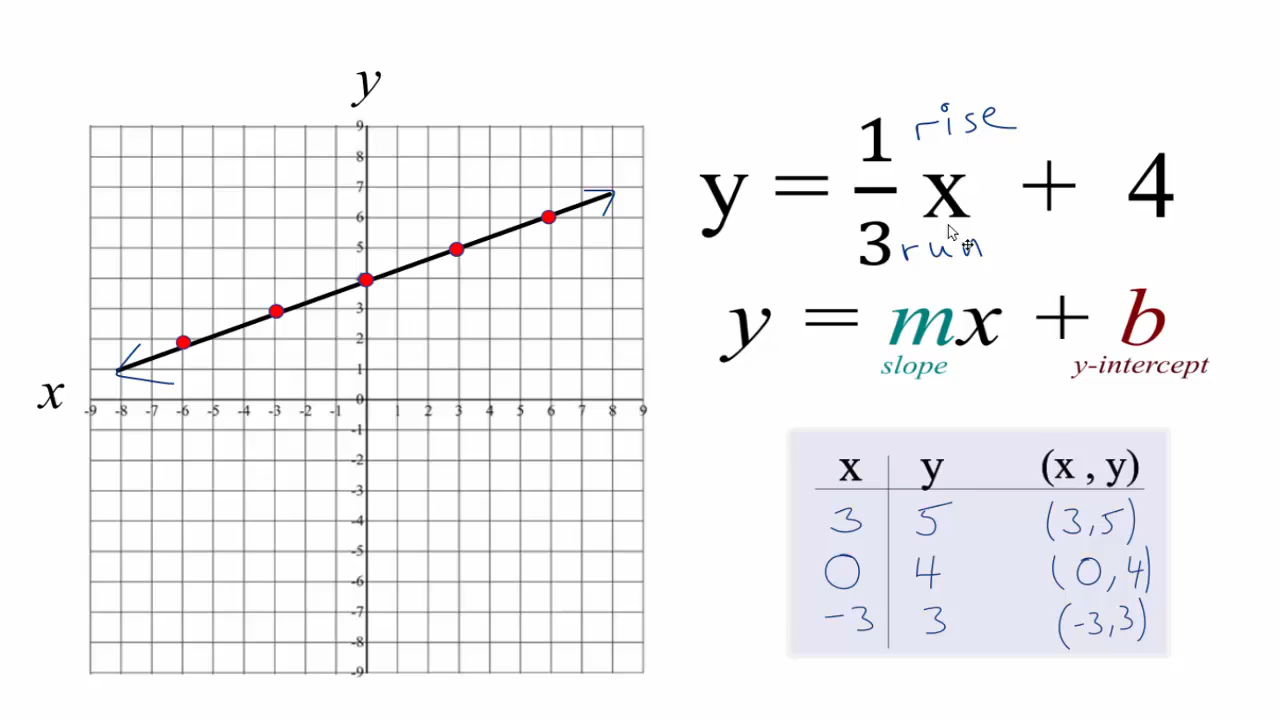 y
9
8
7
6
5
3
2
1
0
x
-9 -8 -7 -6 -5 -4 -3 -2 -1 1 2 3 4 5 6 7 8 9
-1
-2
-3
-4
-5
-6
-7
-8
-9
rise
y = 1/3 x + 4
run
y = mx + b
slope y-intercept
x y (x , y)
3 5 (3,5)
0 4 (0,4)
-3 3 (-3,3)